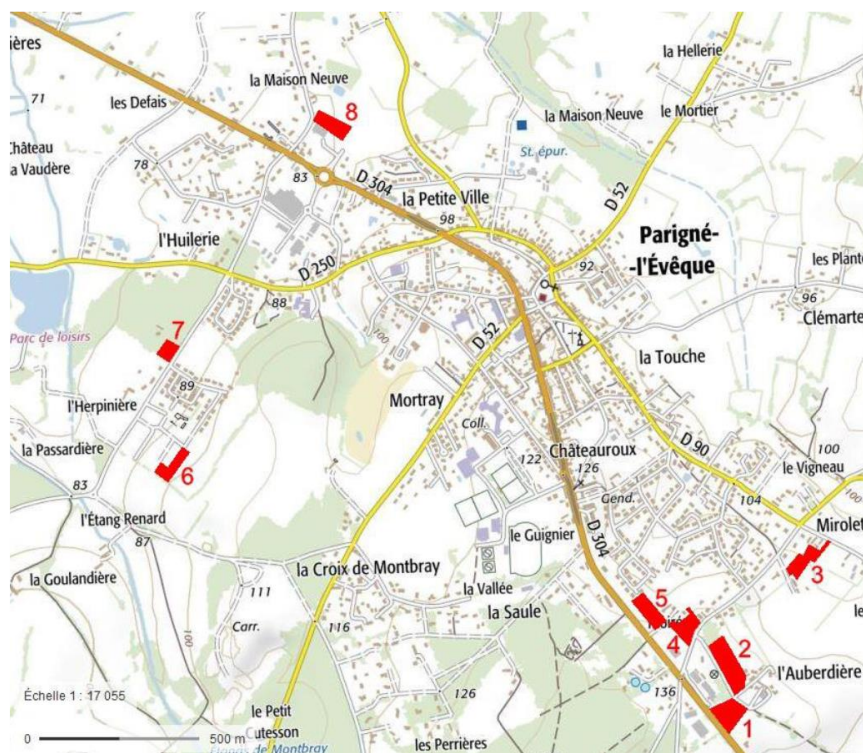 ières
la Hellerie
la Maison Neuve
les Defais
8
71
la Maison Neuve
le Mortier
Château
a Vaudère
78
St. épur.
83
D 304
la Petite Ville
D 52
98
l'Huilerie
Parigné-
-l'Évêque
D 250
92
les Plante
88
96
Clémarte
Parc de loisirs
7
100
D 52
la Touche
89
l'Herpinière
Mortray
Coll.
D 90
la Passardière
Châteauroux
100
122
126
le Vigneau
6
83
Gend.
104
l'Étang Renard
87
le Guignier
D 304
Mirolet
la Croix de Montbray
3
la Goulandière
111
la Vallée
5
le
la Saule
Carr.
116
100
4
2
l'Auberdière
Échelle 1 : 17 055
126
136
le Petit
Cutesson
1
0
500 m
les Perrières
Étangs de Montbray